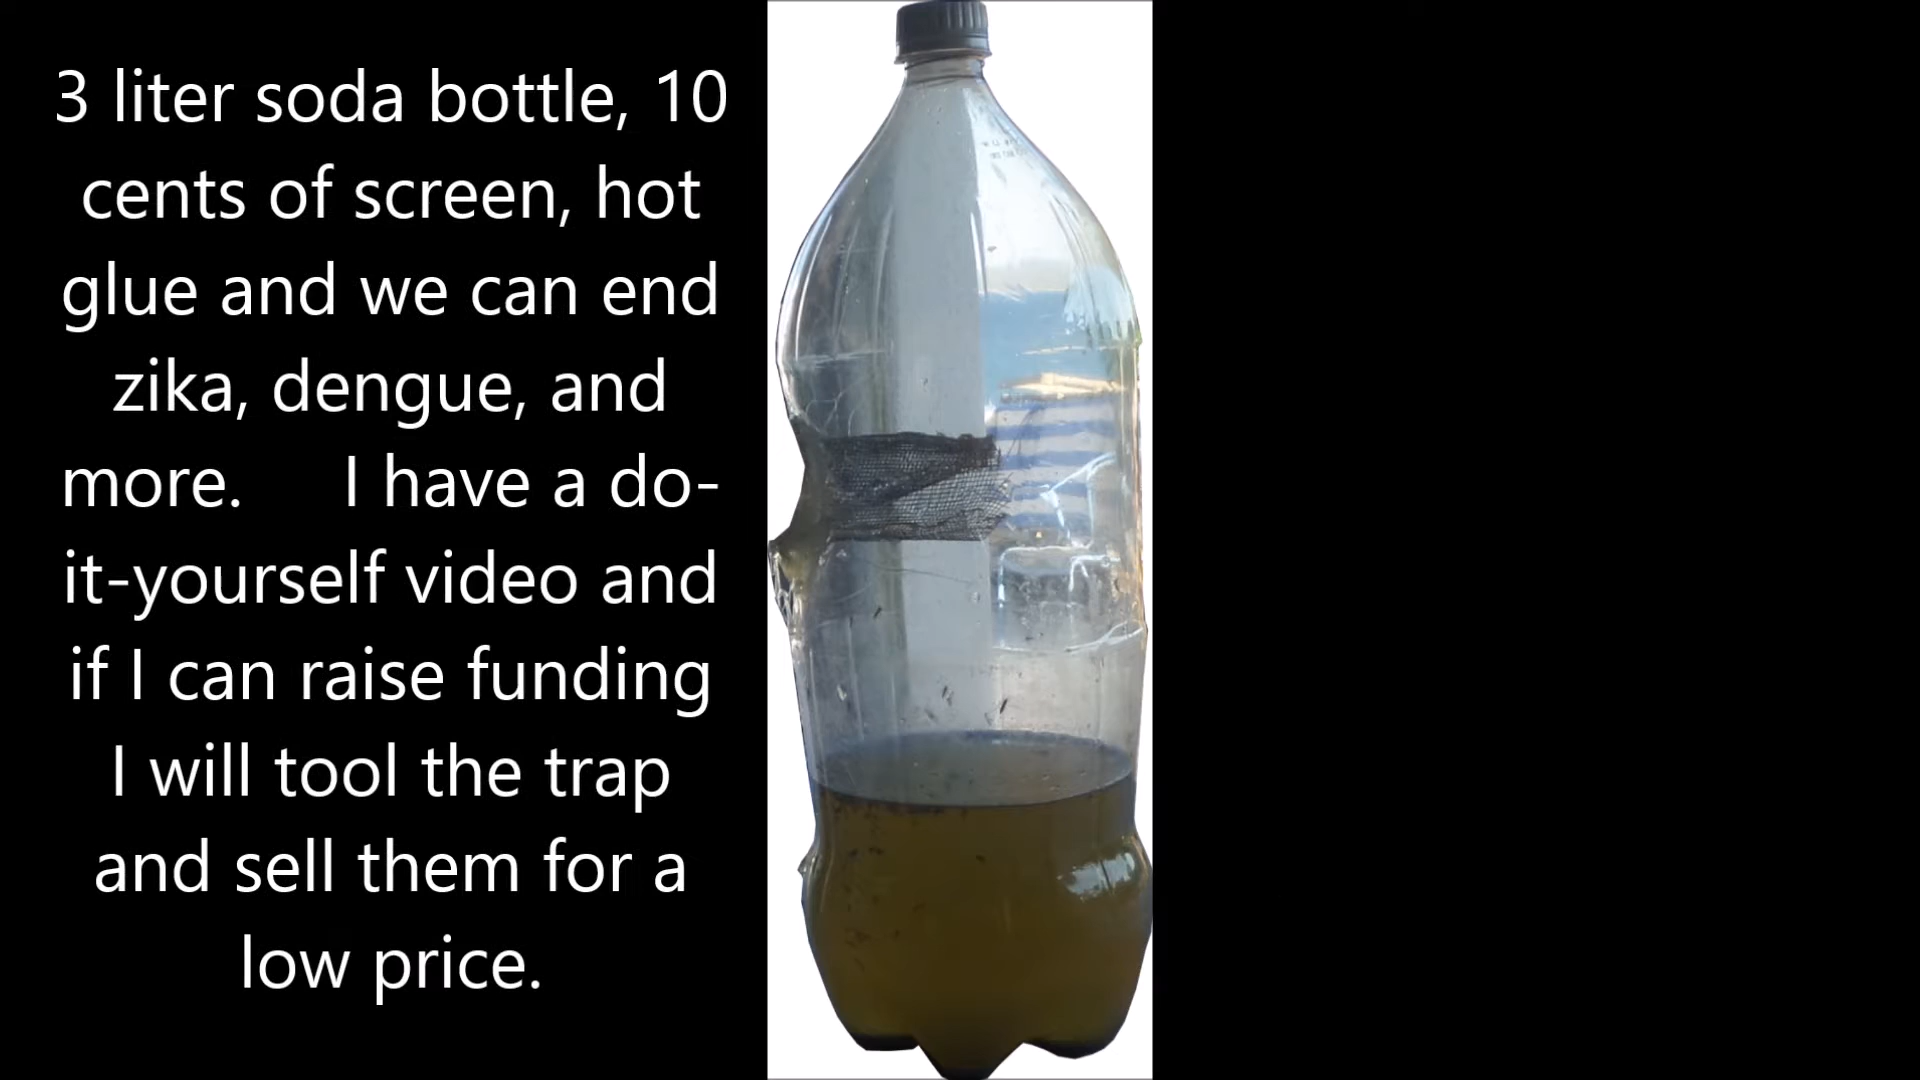 3 liter soda bottle, 10
cents of screen, hot
glue and we can end
zika, dengue, and
more.     I have a do-
it-yourself video and
if I can raise funding
I will tool the trap
and sell them for a
low price.